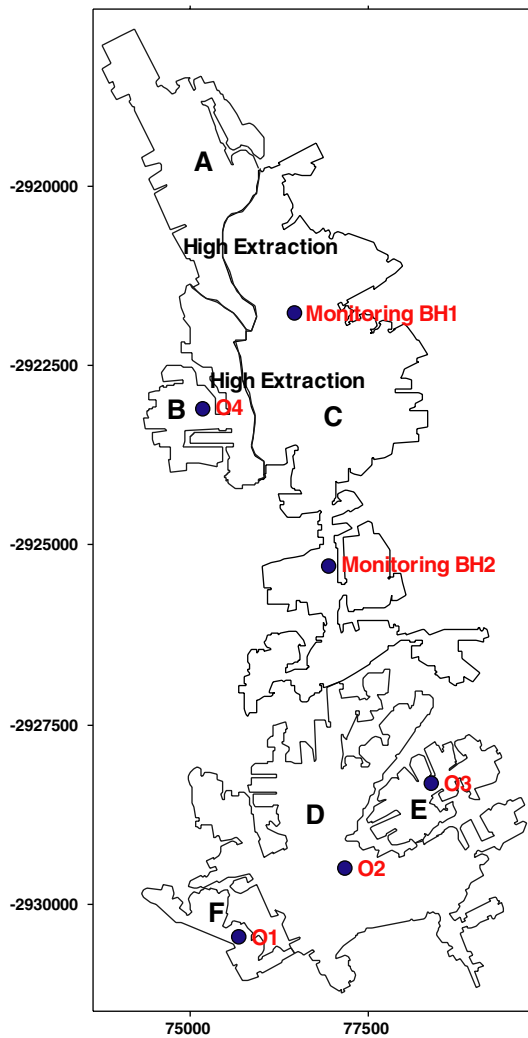 A
-2920000
High Extraction
Monitoring BH1
-2922500
High Extraction
B
O4
C
-2925000
Monitoring BH2
-2927500
O3
D
E
O2
-2930000
F
O1
75000
77500